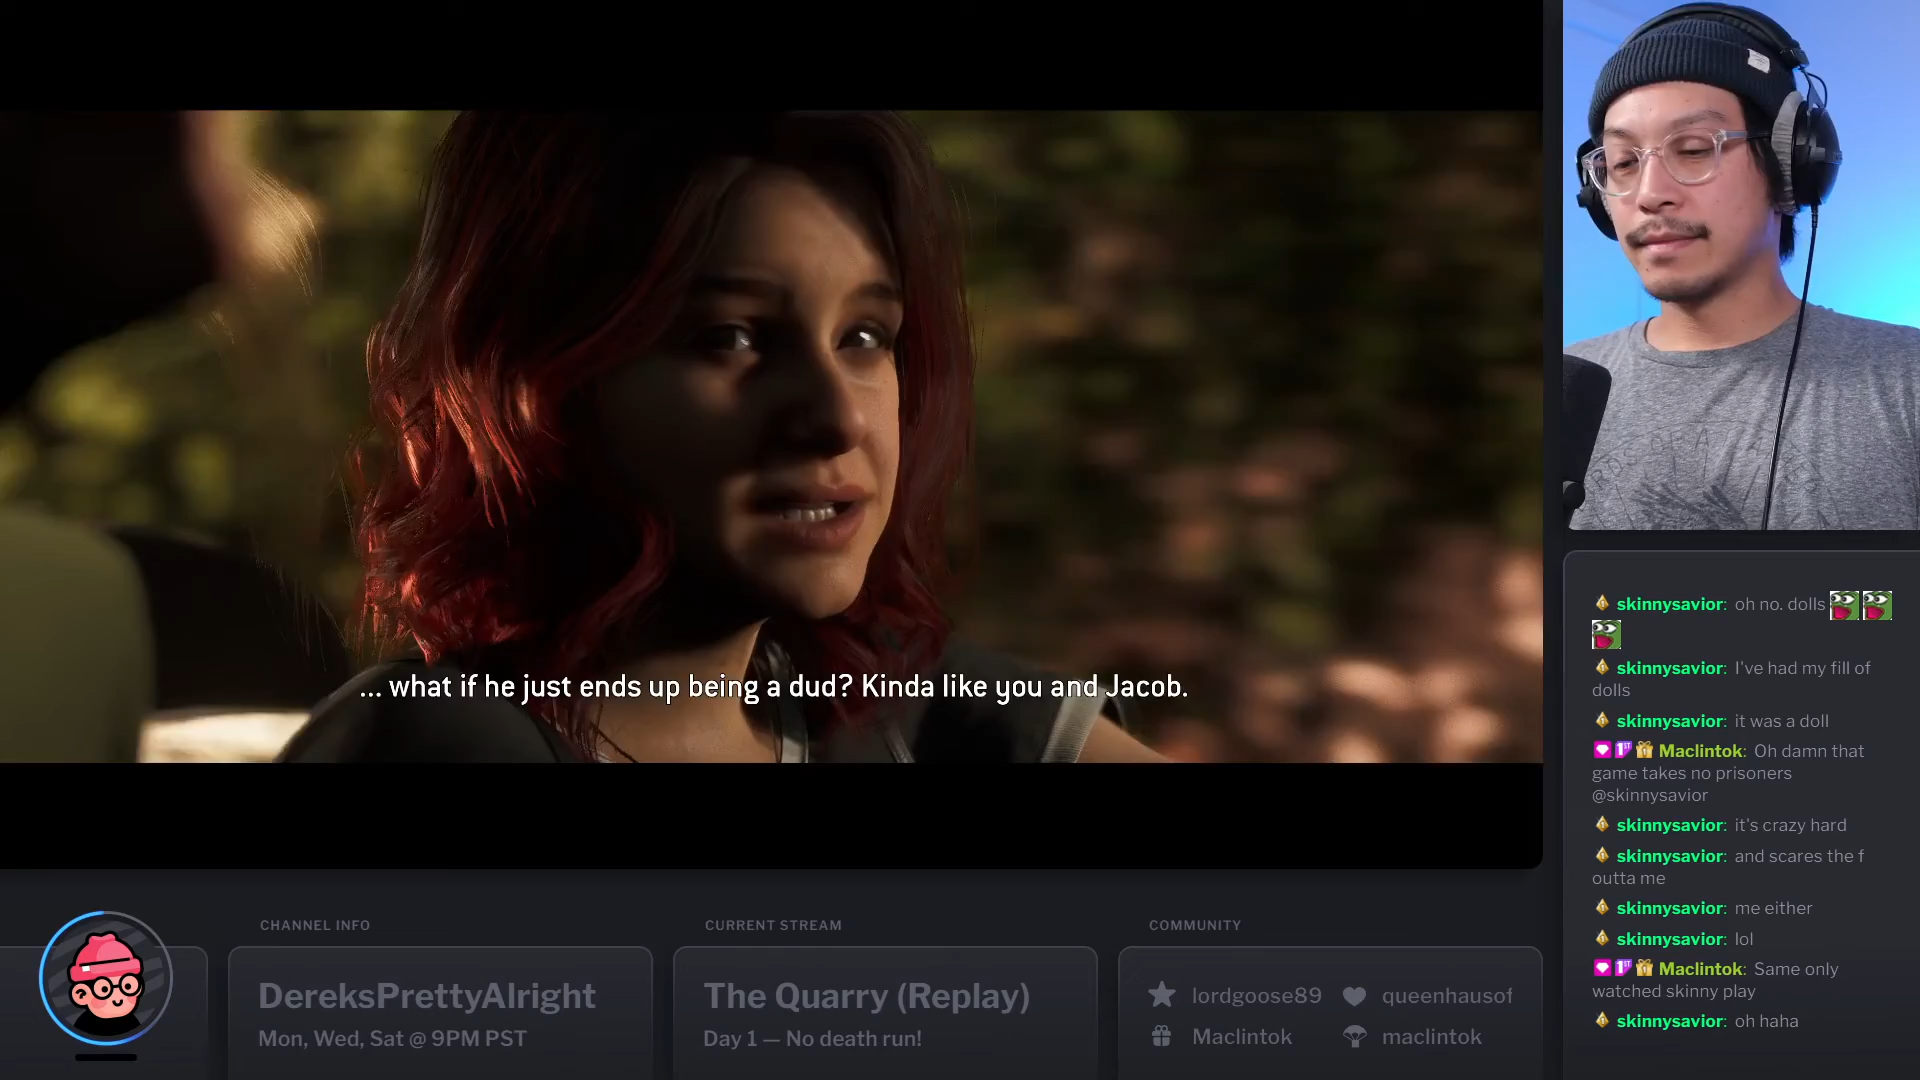 ... what if he just ends up being a dud? Kinda like you and Jacob.
skinnysavior: oh no. dolls
skinnysavior: I've had my fill of
dolls
skinnysavior: it was a doll
1ST Maclintok: Oh damn that
game takes no prisoners
@skinnysavior
skinnysavior: it's crazy hard
skinnysavior: and scares the f
outta me
skinnysavior: me either
skinnysavior: lol
1ST Maclintok: Same only
watched skinny play
skinnysavior: oh haha
CHANNEL INFO
DereksPrettyAlright
Mon, Wed, Sat @ 9PM PST
CURRENT STREAM
The Quarry (Replay)
Day 1 — No death run!
COMMUNITY
lordgoose89 queenhausof
Maclintok maclintok